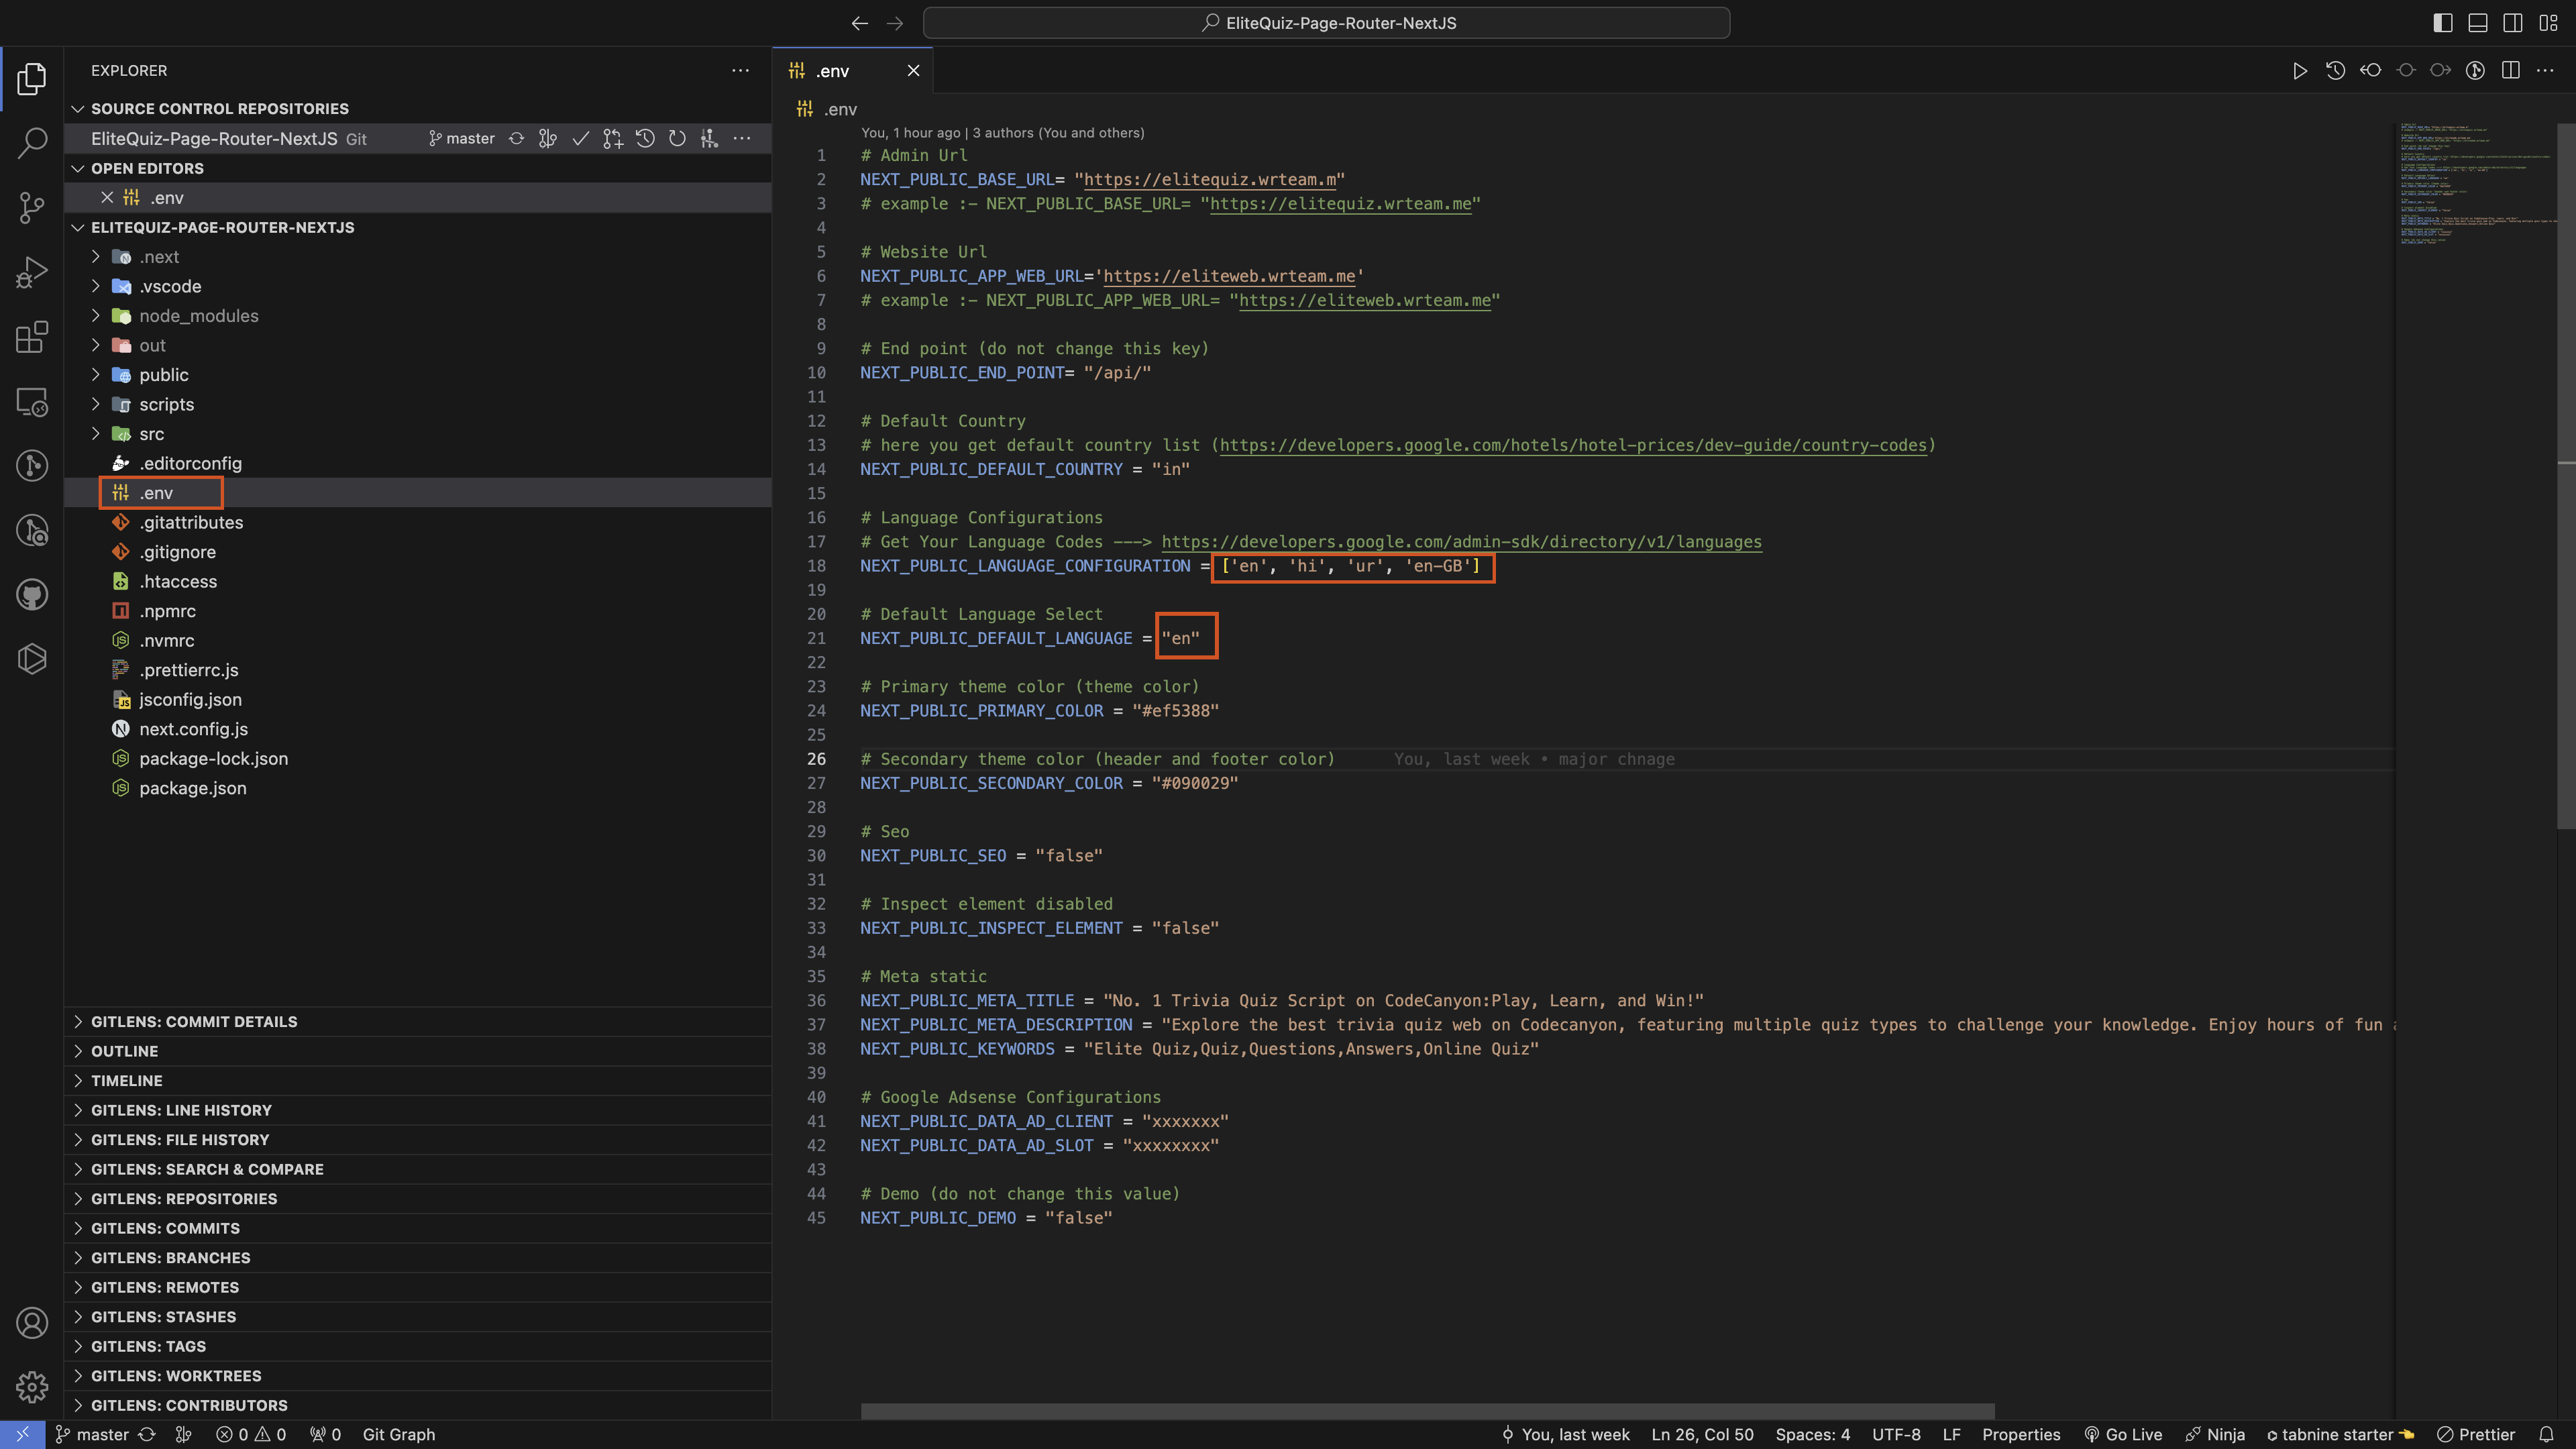 EliteQuiz-Page-Router-NextJS
EXPLORER
SOURCE CONTROL REPOSITORIES
EliteQuiz-Page-Router-NextJS Git master
OPEN EDITORS
.env
ELITEQUIZ-PAGE-ROUTER-NEXTJS
.next
.vscode
node_modules
out
public
scripts
src
.editorconfig
.env
.gitattributes
.gitignore
.htaccess
.npmrc
.nvmrc
.prettierrc.js
jsconfig.json
next.config.js
package-lock.json
package.json
GITLENS: COMMIT DETAILS
OUTLINE
TIMELINE
GITLENS: LINE HISTORY
GITLENS: FILE HISTORY
GITLENS: SEARCH & COMPARE
GITLENS: REPOSITORIES
GITLENS: COMMITS
GITLENS: BRANCHES
GITLENS: REMOTES
GITLENS: STASHES
GITLENS: TAGS
GITLENS: WORKTREES
GITLENS: CONTRIBUTORS
.env
.env
You, 1 hour ago | 3 authors (You and others)
1 # Admin Url
2 NEXT_PUBLIC_BASE_URL= "https://elitequiz.wrteam.m"
3 # example :- NEXT_PUBLIC_BASE_URL= "https://elitequiz.wrteam.me"
4
5 # Website Url
6 NEXT_PUBLIC_APP_WEB_URL='https://eliteweb.wrteam.me'
7 # example :- NEXT_PUBLIC_APP_WEB_URL= "https://eliteweb.wrteam.me"
8
9 # End point (do not change this key)
10 NEXT_PUBLIC_END_POINT= "/api/"
11
12 # Default Country
13 # here you get default country list (https://developers.google.com/hotels/hotel-prices/dev-guide/country-codes)
14 NEXT_PUBLIC_DEFAULT_COUNTRY = "in"
15
16 # Language Configurations
17 # Get Your Language Codes ---> https://developers.google.com/admin-sdk/directory/v1/languages
18 NEXT_PUBLIC_LANGUAGE_CONFIGURATION = ['en', 'hi', 'ur', 'en-GB']
19
20 # Default Language Select
21 NEXT_PUBLIC_DEFAULT_LANGUAGE = "en"
22
23 # Primary theme color (theme color)
24 NEXT_PUBLIC_PRIMARY_COLOR = "#ef5388"
25
26 # Secondary theme color (header and footer color) You, last week • major chnage
27 NEXT_PUBLIC_SECONDARY_COLOR = "#090029"
28
29 # Seo
30 NEXT_PUBLIC_SEO = "false"
31
32 # Inspect element disabled
33 NEXT_PUBLIC_INSPECT_ELEMENT = "false"
34
35 # Meta static
36 NEXT_PUBLIC_META_TITLE = "No. 1 Trivia Quiz Script on CodeCanyon:Play, Learn, and Win!"
37 NEXT_PUBLIC_META_DESCRIPTION = "Explore the best trivia quiz web on Codecanyon, featuring multiple quiz types to challenge your knowledge. Enjoy hours of fun
38 NEXT_PUBLIC_KEYWORDS = "Elite Quiz,Quiz,Questions,Answers,Online Quiz"
39
40 # Google Adsense Configurations
41 NEXT_PUBLIC_DATA_AD_CLIENT = "xxxxxxx"
42 NEXT_PUBLIC_DATA_AD_SLOT = "xxxxxxxx"
43
44 # Demo (do not change this value)
45 NEXT_PUBLIC_DEMO = "false"
master 0 0 0 Git Graph You, last week Ln 26, Col 50 Spaces: 4 UTF-8 LF Properties Go Live Ninja tabnine starter Prettier